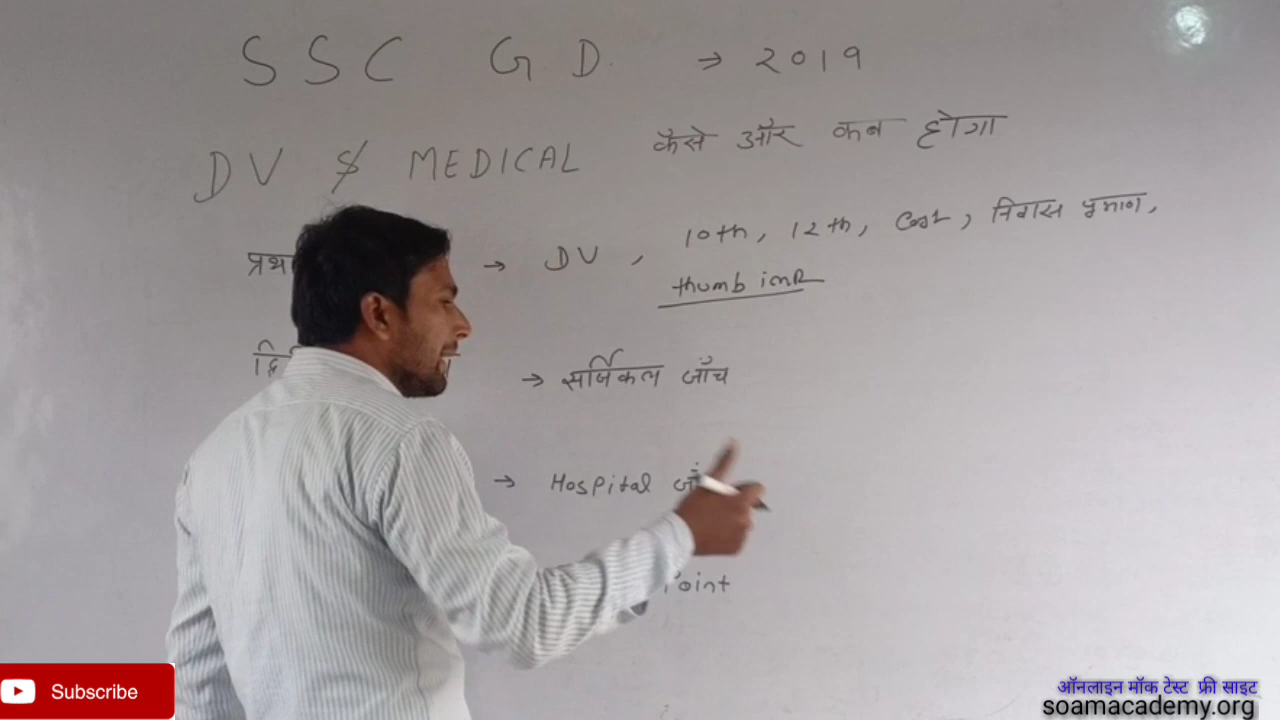 SSC GD. → 2019
DV & MEDICAL कैसे और कब होगा
→ DV, 10th, 12th, Cast, निवास प्रमाण,
thumb imp
→ सर्जिकल जाँच
→ Hospital
Point
Subscribe
ऑनलाइन मॉक टेस्ट फ्री साइट
soamacademy.org